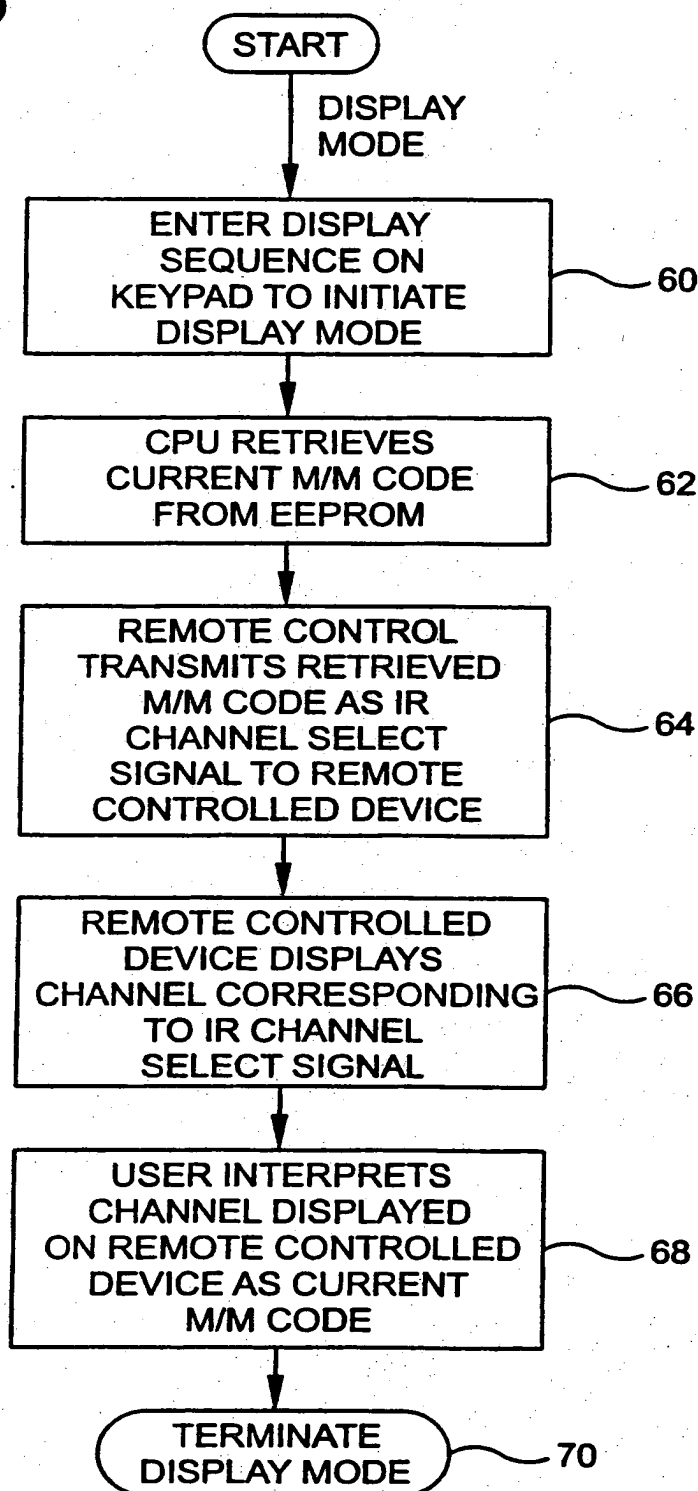 START
DISPLAY
MODE
ENTER DISPLAY
SEQUENCE ON
KEYPAD TO INITIATE
DISPLAY MODE
60
CPU RETRIEVES
CURRENT M/M CODE
FROM EEPROM
62
REMOTE CONTROL
TRANSMITS RETRIEVED
M/M CODE AS IR
CHANNEL SELECT
SIGNAL TO REMOTE
CONTROLLED DEVICE
64
REMOTE CONTROLLED
DEVICE DISPLAYS
CHANNEL CORRESPONDING
TO IR CHANNEL
SELECT SIGNAL
66
USER INTERPRETS
CHANNEL DISPLAYED
ON REMOTE CONTROLLED
DEVICE AS CURRENT
M/M CODE
68
TERMINATE
DISPLAY MODE
70